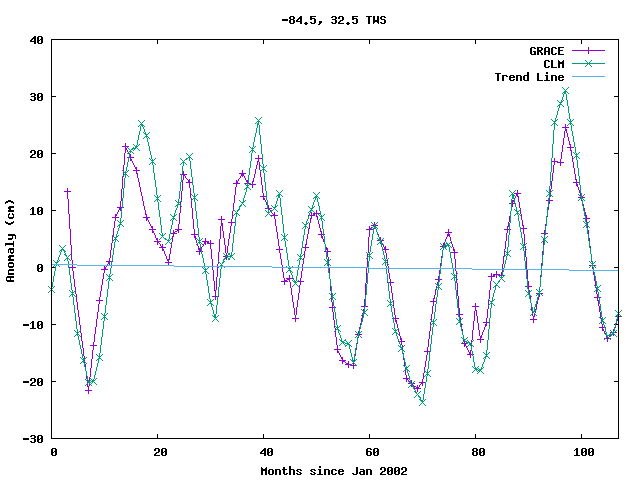 -84.5, 32.5 TWS
GRACE
CLM
Trend Line
40
30
20
10
0
-10
-20
-30
Anomaly (cm)
0 20 40 60 80 100
Months since Jan 2002